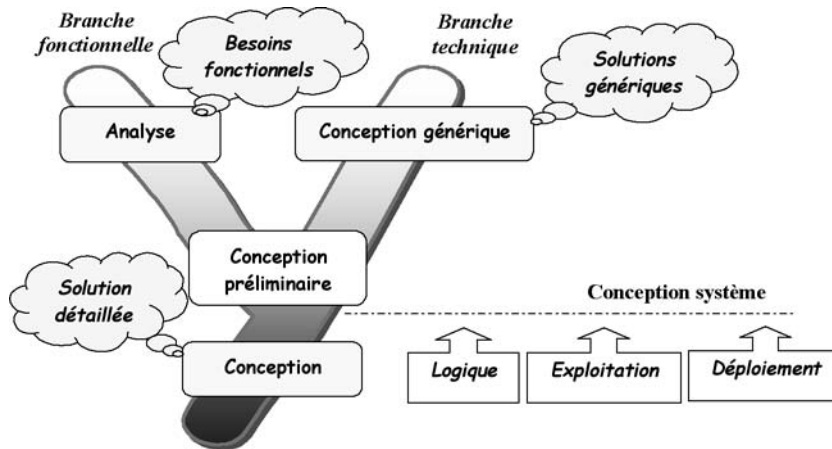 Branche
fonctionnelle
Besoins
fonctionnels
Branche
technique
Solutions
génériques
Analyse
Conception générique
Conception
préliminaire
Solution
détaillée
Conception système
Conception
Logique
Exploitation
Déploiement